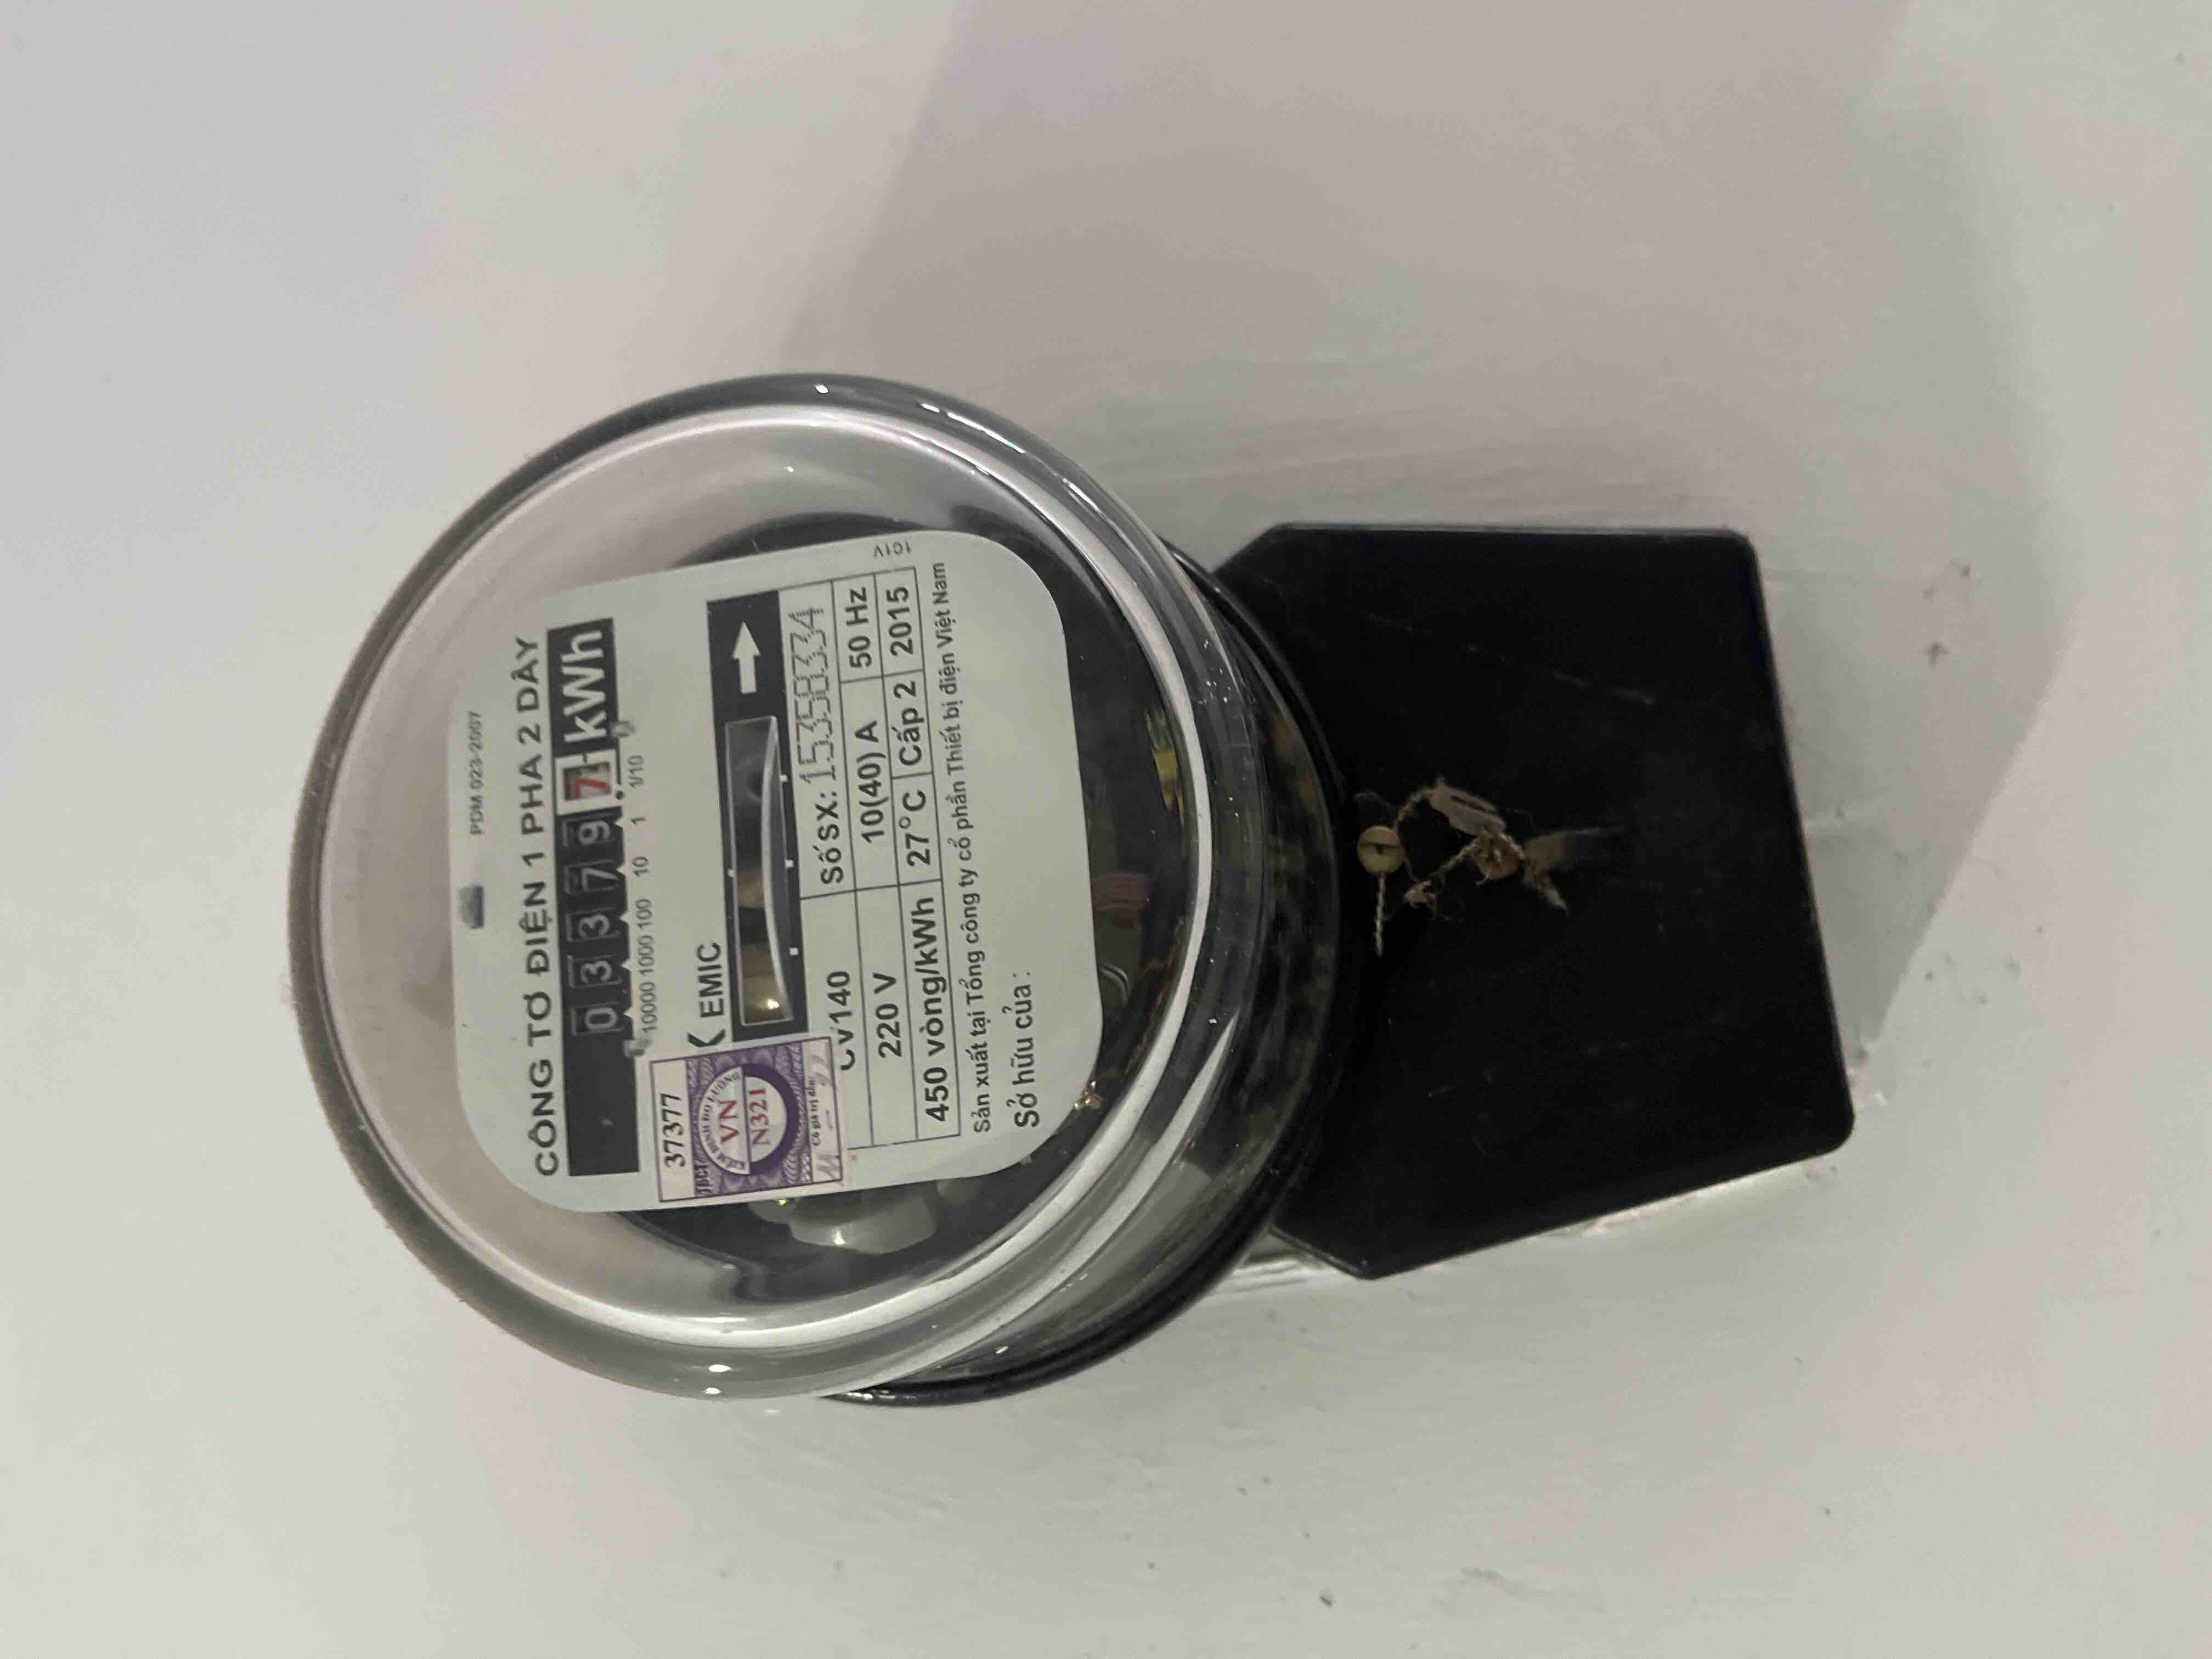 PDM 023-2007
CÔNG TƠ ĐIỆN 1 PHA 2 DÂY
0 3 3 7 9 7 kWh
10000 1000 100 10 1 1/10
37377
VN
N321
EMIC
CV140 Số SX: 15358334
220 V 10(40) A 50 Hz
450 vòng/kWh 27°C Cấp 2 2015
Sản xuất tại Tổng công ty cổ phần Thiết bị điện Việt Nam
Sở hữu của:
1C1V